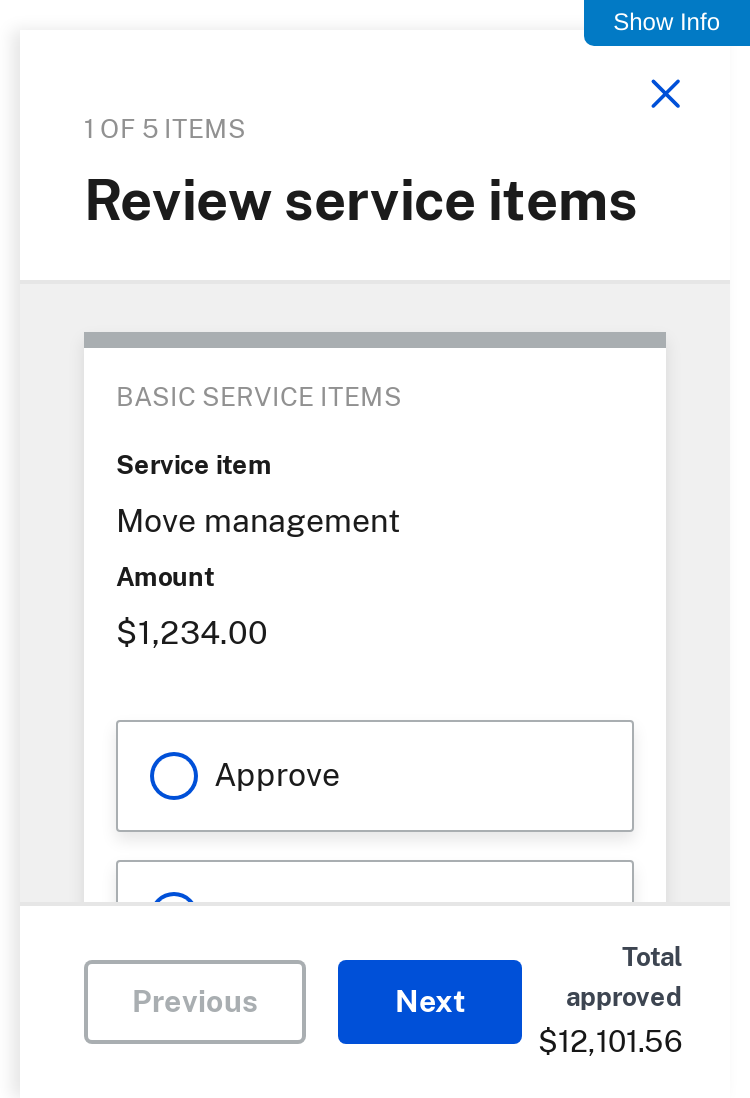 Show Info
1 OF 5 ITEMS
Review service items
BASIC SERVICE ITEMS
Service item
Move management
Amount
$1,234.00
Approve
Previous
Next
Total
approved
$12,101.56